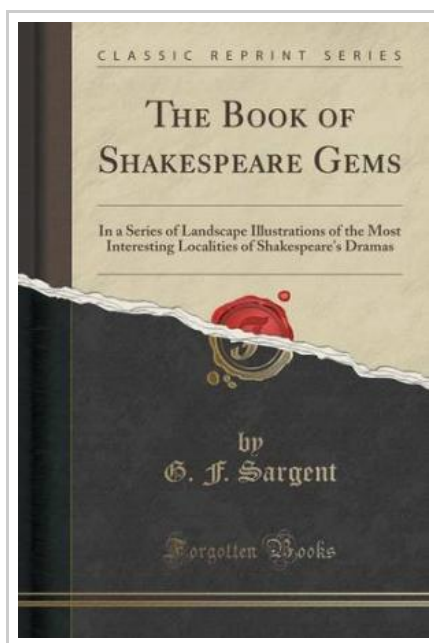 CLASSIC REPRINT SERIES
THE BOOK OF
SHAKESPEARE GEMS
In a Series of Landscape Illustrations of the Most
Interesting Localities of Shakespeare's Dramas
F
by
G. F. Sargent
Forgotten Books